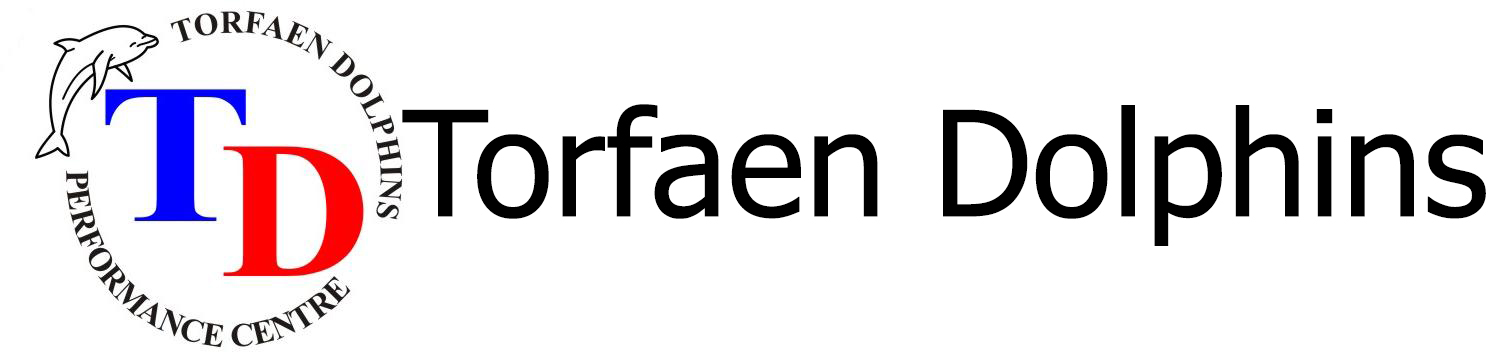 TORFAEN DOLPHINS
TD
PERFORMANCE CENTRE
Torfaen Dolphins